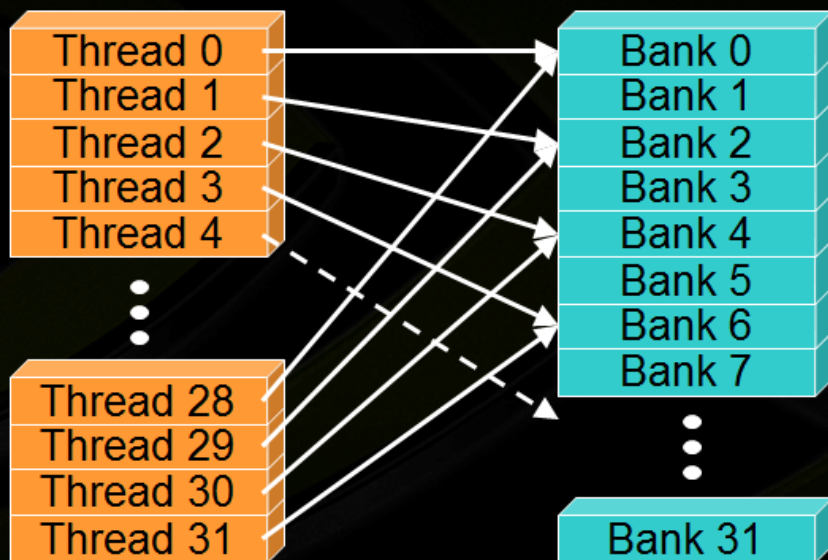 Thread 0
Thread 1
Thread 2
Thread 3
Thread 4
Thread 28
Thread 29
Thread 30
Thread 31
Bank 0
Bank 1
Bank 2
Bank 3
Bank 4
Bank 5
Bank 6
Bank 7
Bank 31